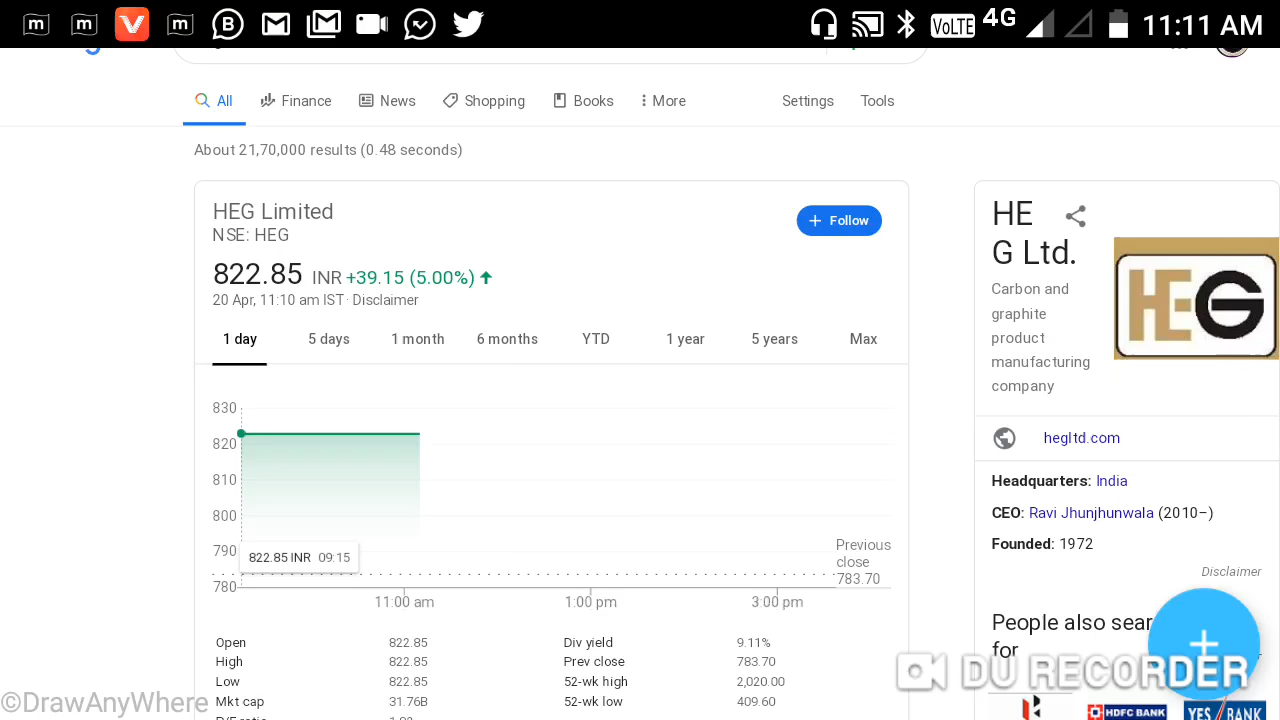 VoLTE 4G 11:11 AM
All Finance News Shopping Books More Settings Tools
About 21,70,000 results (0.48 seconds)
HEG Limited
NSE: HEG
+ Follow
822.85 INR +39.15 (5.00%)
20 Apr, 11:10 am IST · Disclaimer
1 day 5 days 1 month 6 months YTD 1 year 5 years Max
830
820
810
800
790
780
822.85 INR 09:15
Previous
close
783.70
11:00 am 1:00 pm 3:00 pm
Open 822.85 Div yield 9.11%
High 822.85 Prev close 783.70
Low 822.85 52-wk high 2,020.00
Mkt cap 31.76B 52-wk low 409.60
HE
G Ltd.
Carbon and
graphite
product
manufacturing
company
HEG
hegltd.com
Headquarters: India
CEO: Ravi Jhunjhunwala (2010–)
Founded: 1972
Disclaimer
People also sear
for
DU RECORDER
HDFC BANK
YES BANK
©DrawAnyWhere